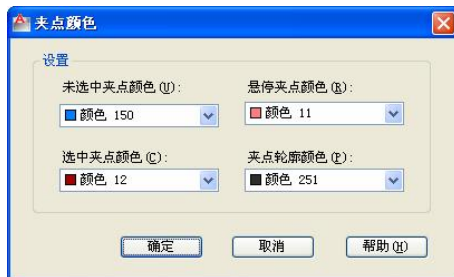 夹点颜色
设置
未选中夹点颜色(U):
悬停夹点颜色(R):
颜色 150
颜色 11
选中夹点颜色(C):
夹点轮廓颜色(P):
颜色 12
颜色 251
确定
取消
帮助(H)